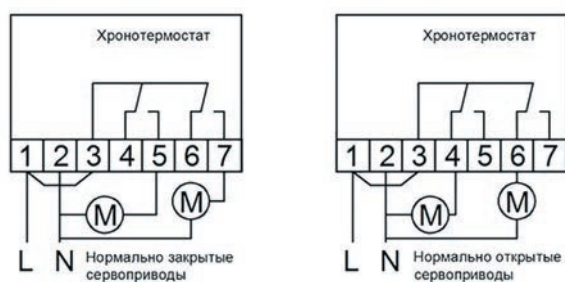 Хронотермостат
1 2 3 4 5 6 7
M M
L N Нормально закрытые
сервоприводы
Хронотермостат
1 2 3 4 5 6 7
M M
L N Нормально открытые
сервоприводы